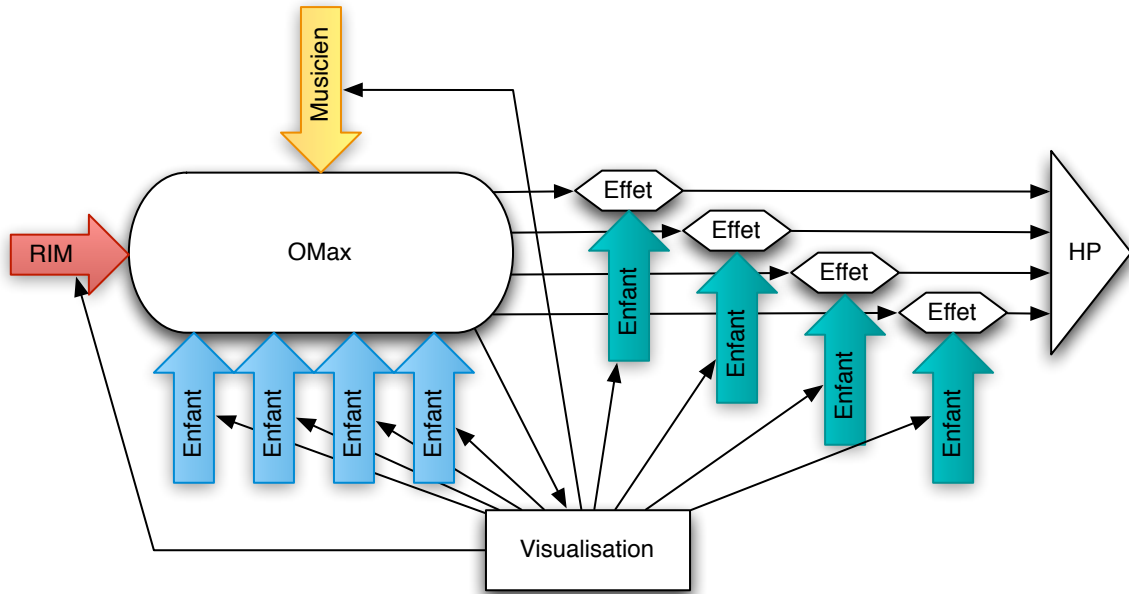 Musicien
Effet
Effet
RIM
OMax
Effet
HP
Effet
Enfant
Enfant
Enfant
Enfant
Enfant
Enfant
Enfant
Enfant
Visualisation